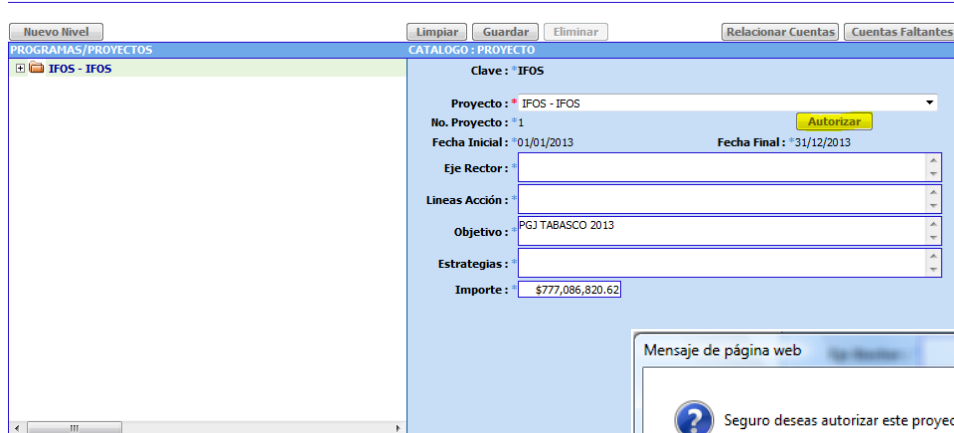 Nuevo Nivel Limpiar Guardar Eliminar Relacionar Cuentas Cuentas Faltantes
PROGRAMAS/PROYECTOS CATALOGO : PROYECTO
IFOS - IFOS
Clave : *IFOS
Proyecto : * IFOS - IFOS
No. Proyecto : *1 Autorizar
Fecha Inicial : *01/01/2013 Fecha Final : *31/12/2013
Eje Rector : *
Lineas Acción : *
Objetivo : * PGJ TABASCO 2013
Estrategias : *
Importe : * $777,086,820.62
Mensaje de página web
Seguro deseas autorizar este proyec